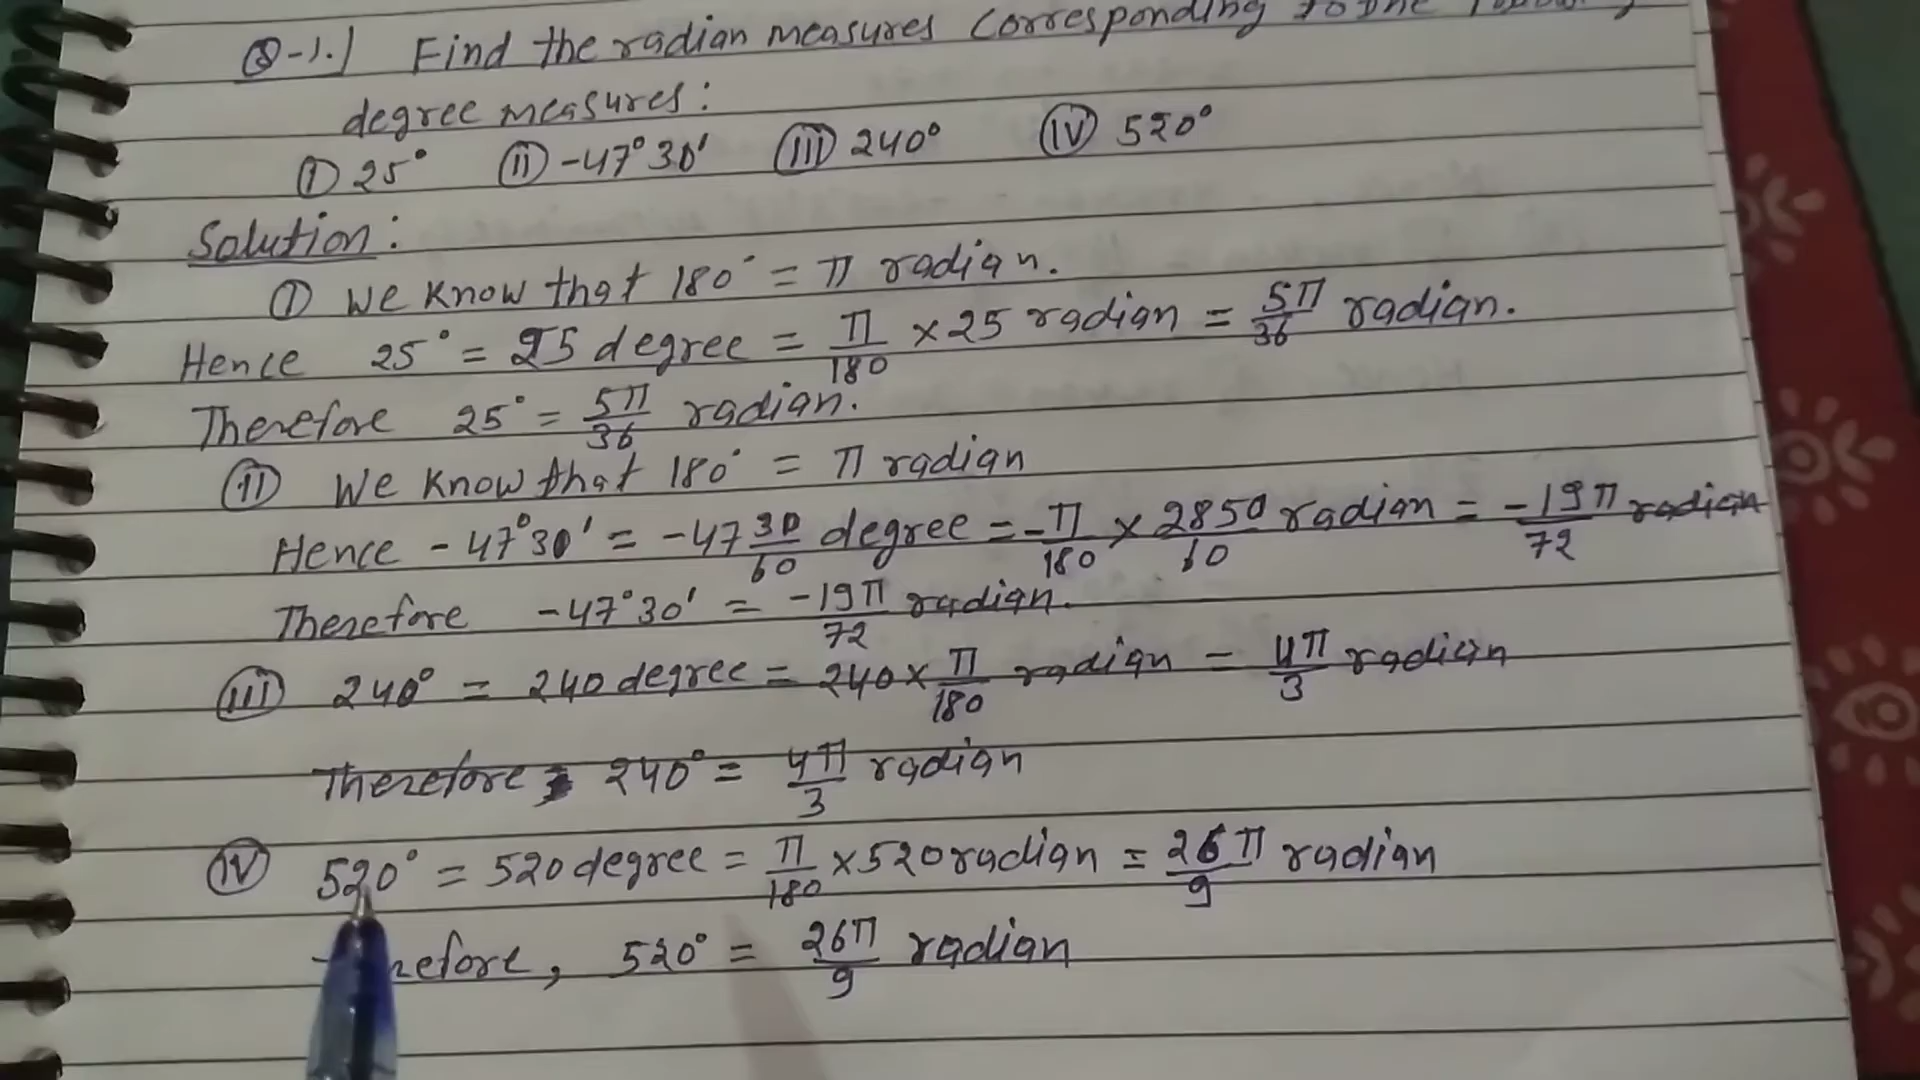 Q-1.) Find the radian measures corresponding to the
degree measures:
(I) 25° (II) -47°30' (III) 240° (IV) 520°
Solution:
(I) We know that 180° = π radian.
Hence 25° = 25 degree = π/180 × 25 radian = 5π/36 radian.
Therefore 25° = 5π/36 radian.
(II) We know that 180° = π radian
Hence -47°30' = -47 30/60 degree = -π/180 × 2850/60 radian = -19π/72 radian
Therefore -47°30' = -19π/72 radian.
(III) 240° = 240 degree = 240 × π/180 radian = 4π/3 radian
Therefore 240° = 4π/3 radian
(IV) 520° = 520 degree = π/180 × 520 radian = 26π/9 radian
520° = 26π/9 radian